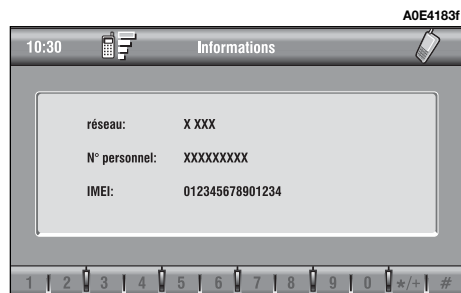 A0E4183f
10:30 Informations
réseau: X XXX
N° personnel: XXXXXXXXX
IMEI: 012345678901234
1 2 3 4 5 6 7 8 9 0 */+ #